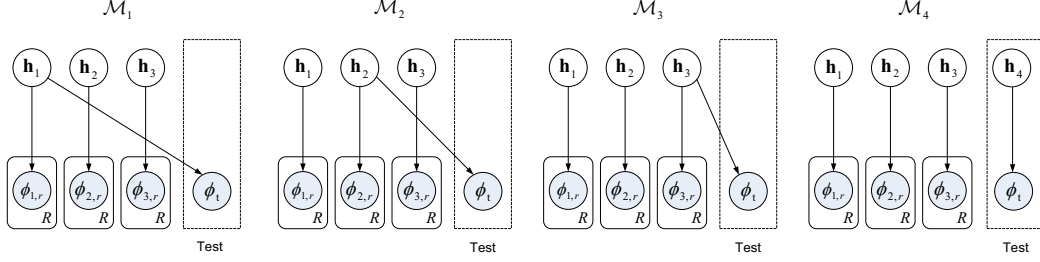 ℳ₁ ℳ₂ ℳ₃ ℳ₄
h₁ h₂ h₃ h₁ h₂ h₃ h₁ h₂ h₃ h₁ h₂ h₃ h₄
ϕ₁,ᵣ ϕ₂,ᵣ ϕ₃,ᵣ ϕₜ ϕ₁,ᵣ ϕ₂,ᵣ ϕ₃,ᵣ ϕₜ ϕ₁,ᵣ ϕ₂,ᵣ ϕ₃,ᵣ ϕₜ ϕ₁,ᵣ ϕ₂,ᵣ ϕ₃,ᵣ ϕₜ
R R R R R R R R R R R R
Test Test Test Test